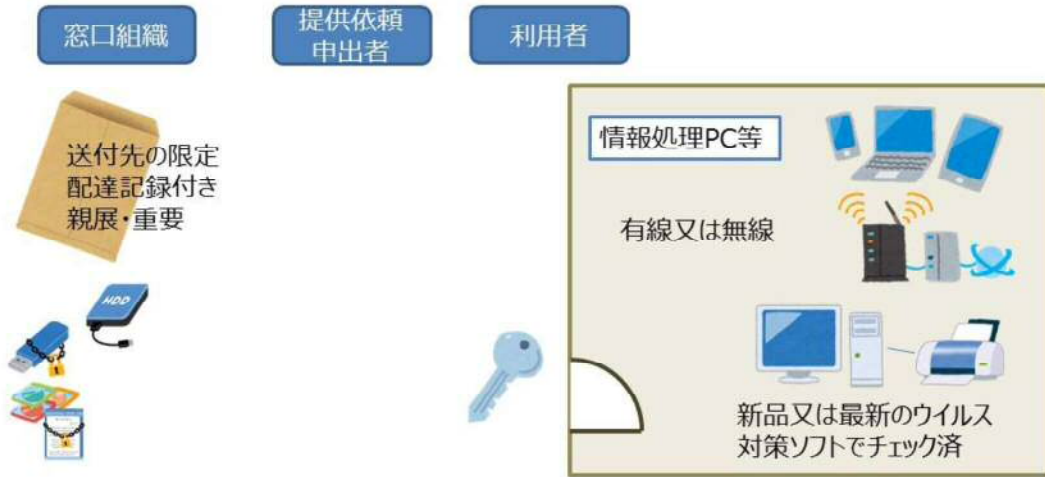 窓口組織
提供依頼
申出者
利用者
送付先の限定
配達記録付き
親展・重要
HDD
情報処理PC等
有線又は無線
新品又は最新のウイルス
対策ソフトでチェック済